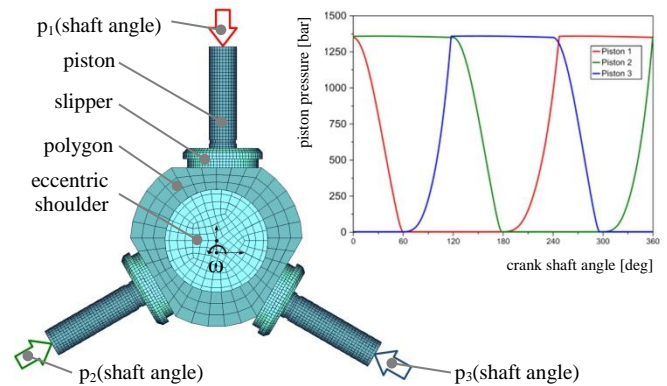 p₁(shaft angle)
piston
slipper
polygon
eccentric
shoulder
ω
p₂(shaft angle)
p₃(shaft angle)
piston pressure [bar]
1500
1250
1000
750
500
250
0
Piston 1
Piston 2
Piston 3
0 60 120 180 240 300 360
crank shaft angle [deg]